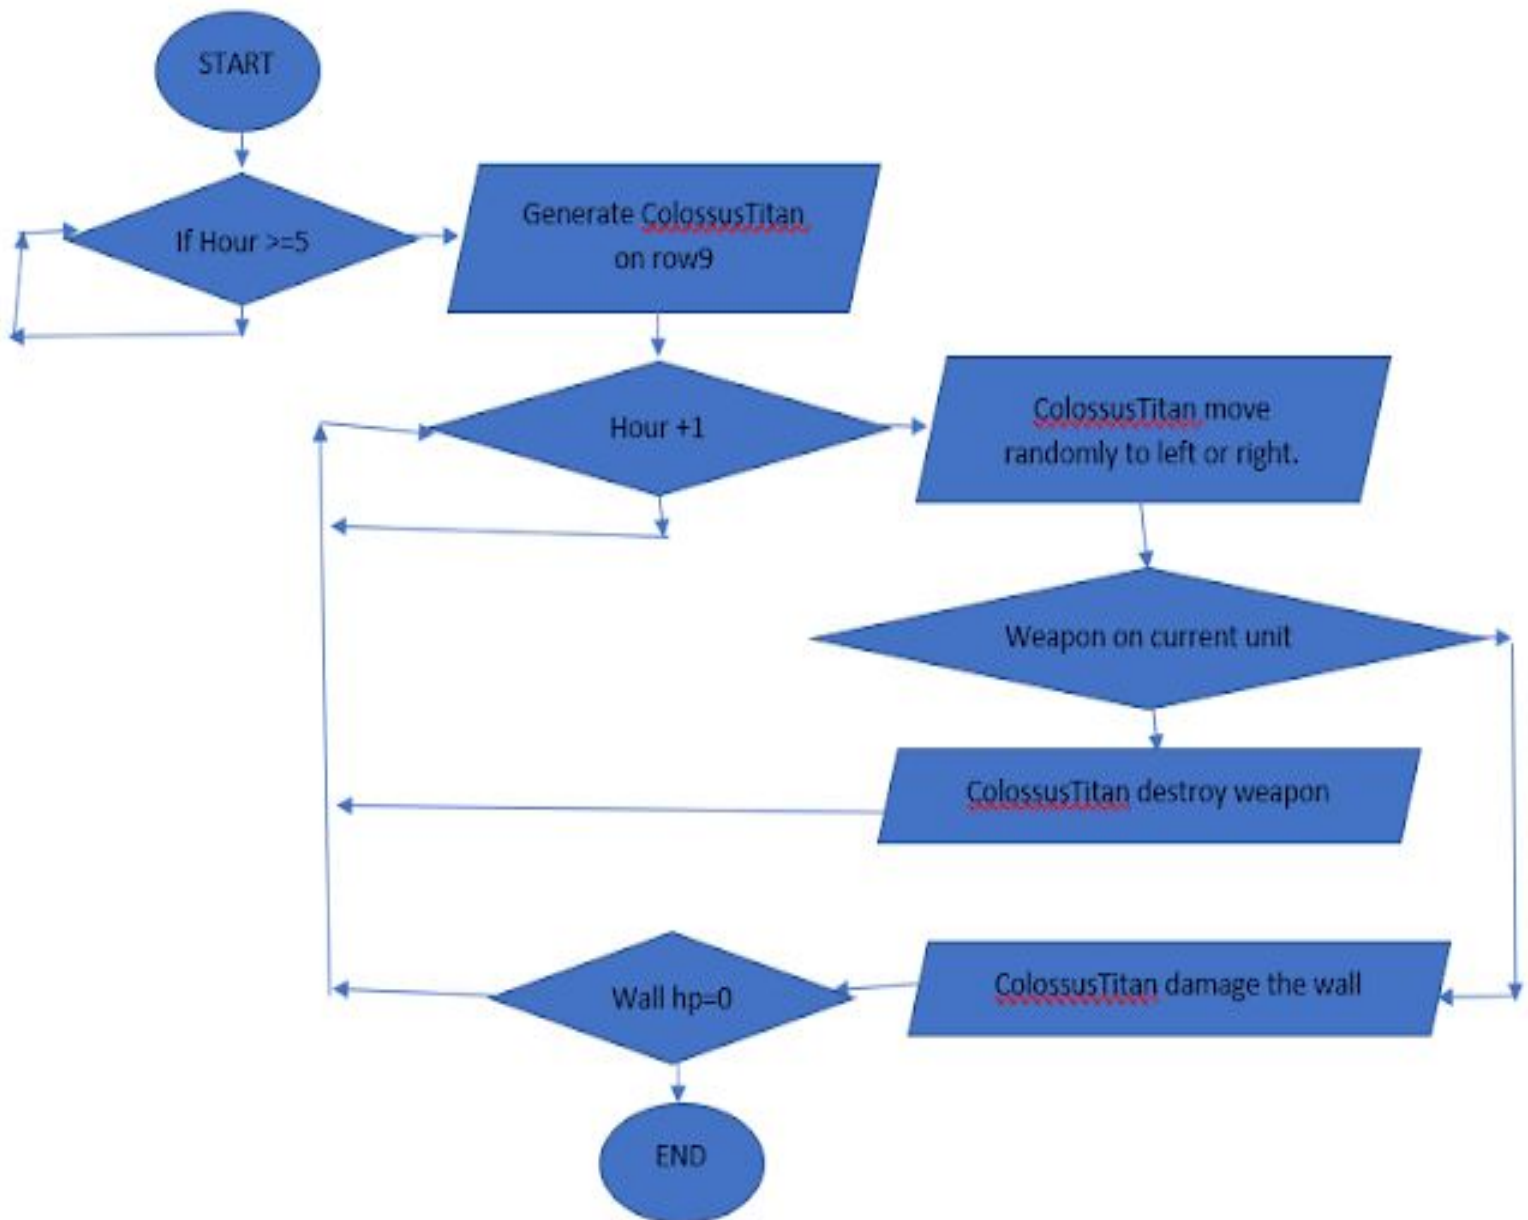 START
If Hour >=5
Generate ColossusTitan
on row9
Hour +1
ColossusTitan move
randomly to left or right.
Weapon on current unit
ColossusTitan destroy weapon
ColossusTitan damage the wall
Wall hp=0
END